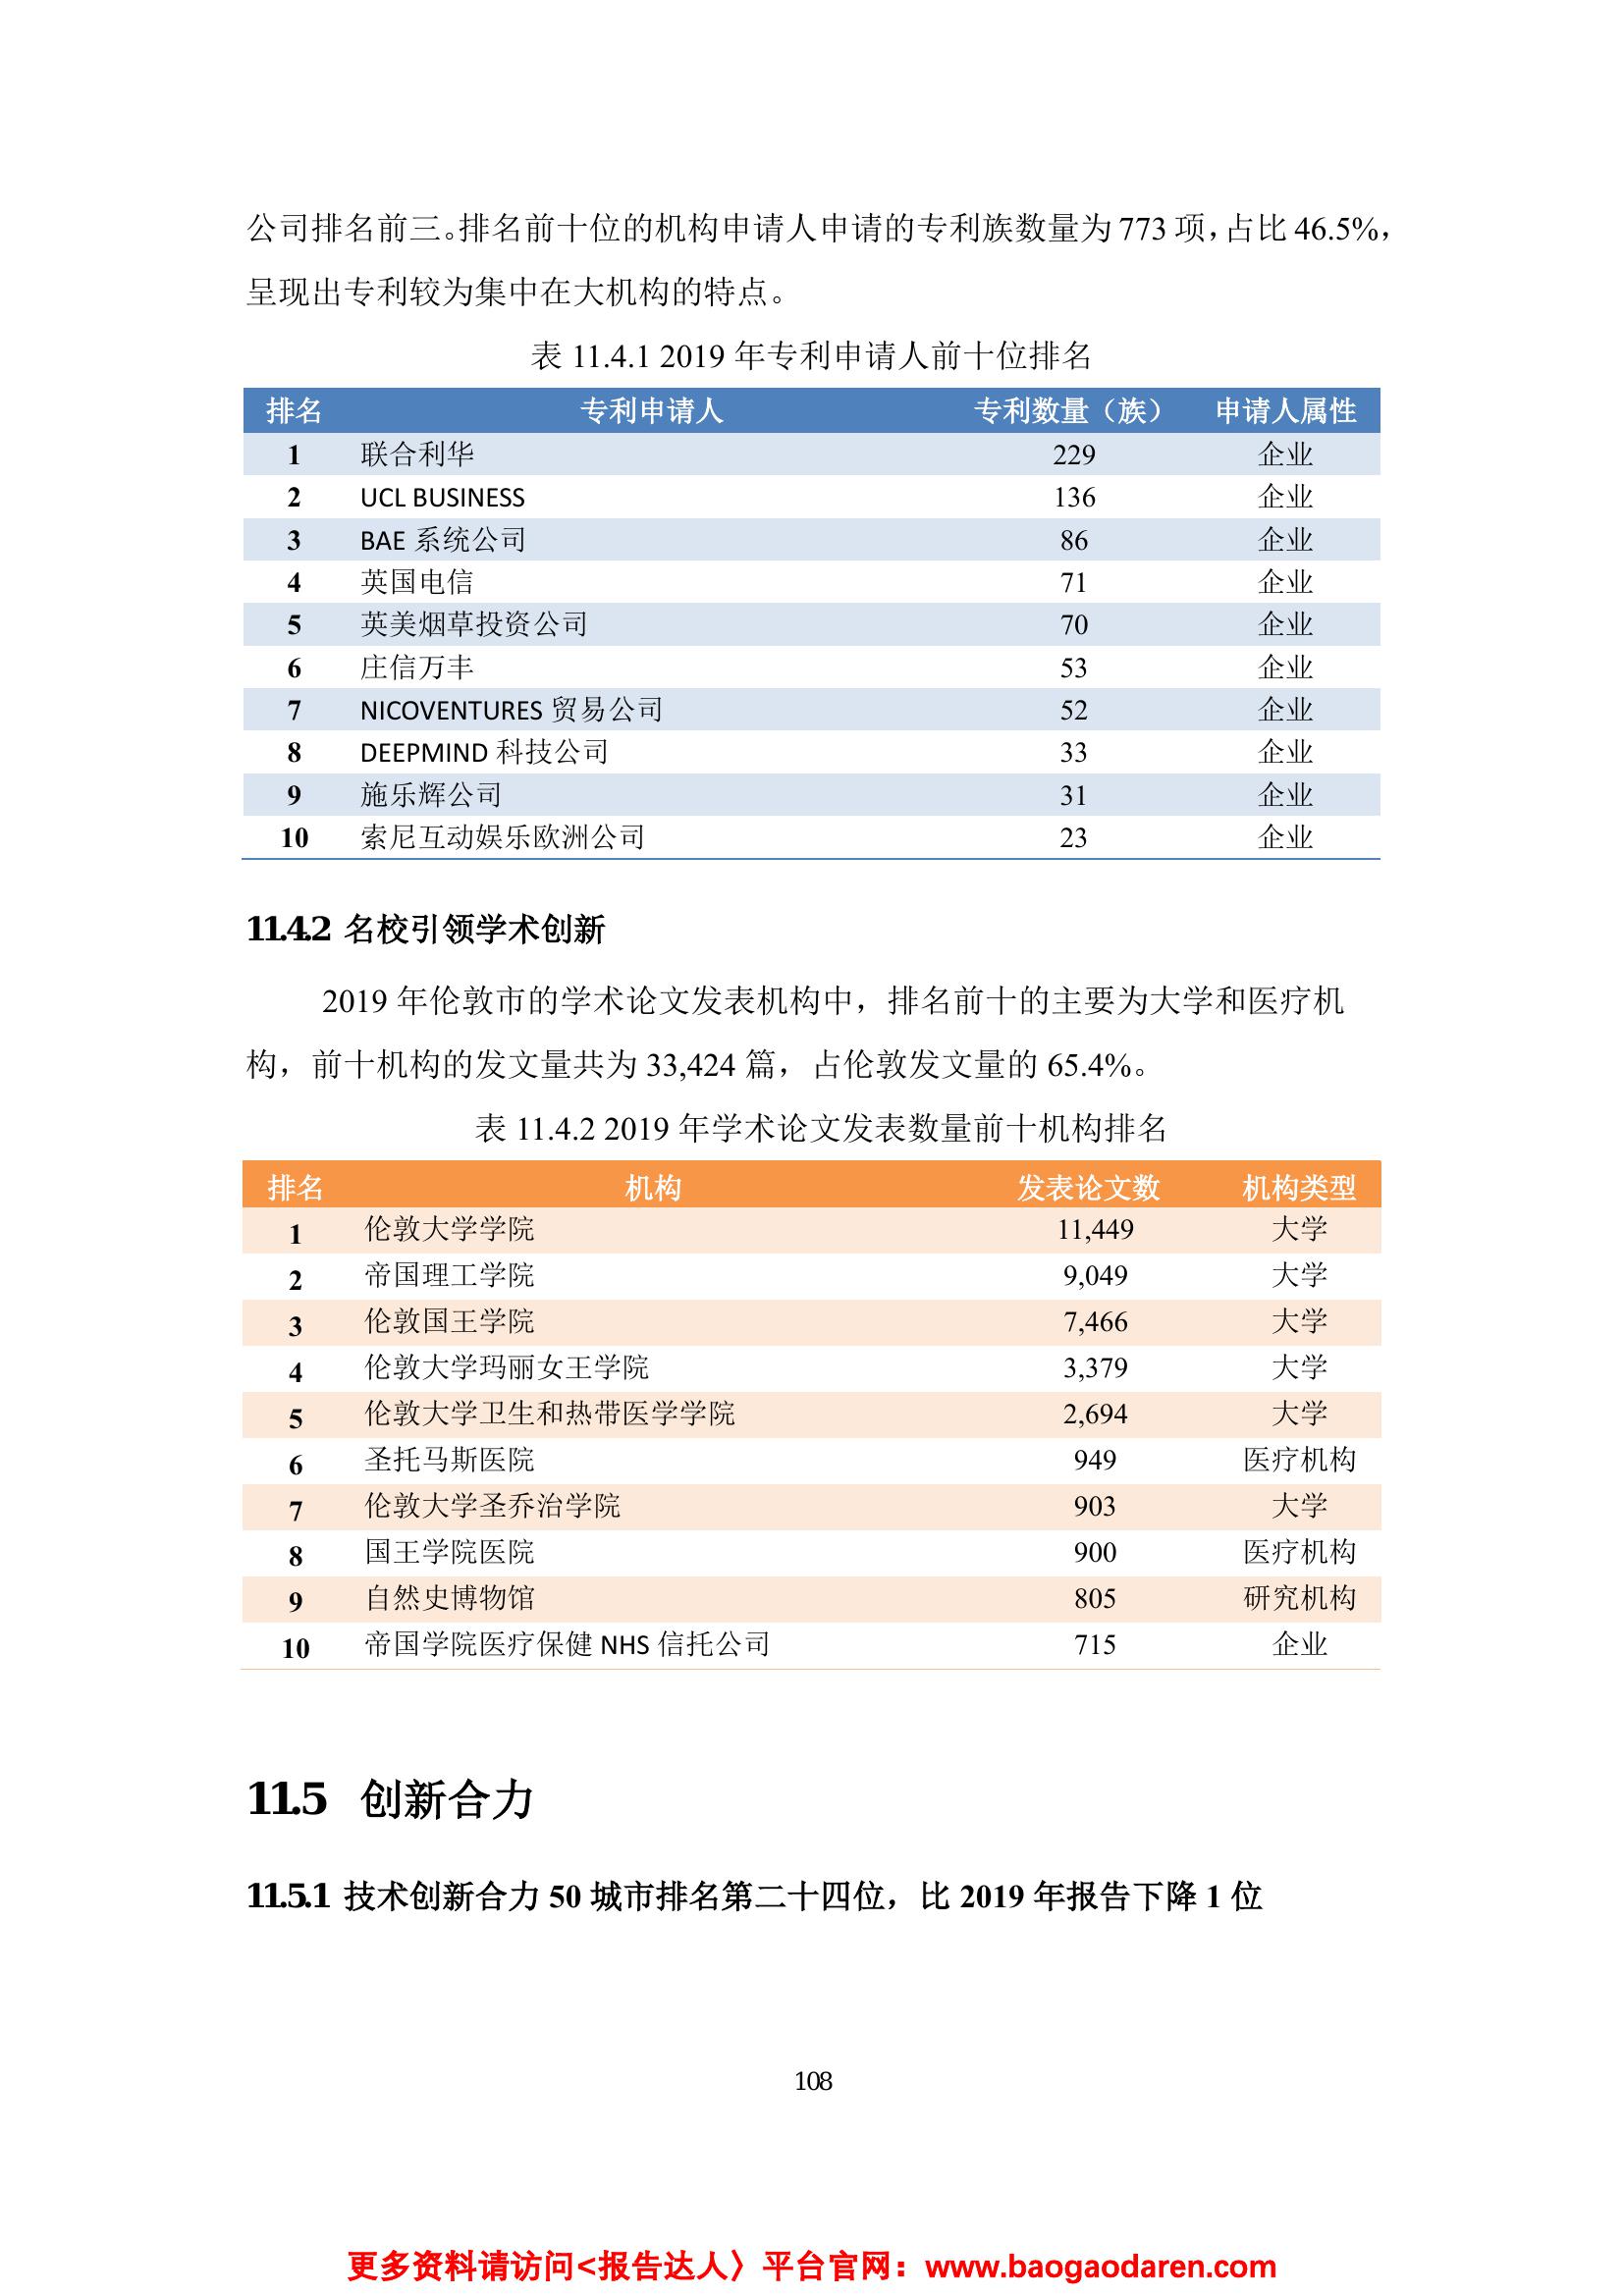 公司排名前三。排名前十位的机构申请人申请的专利族数量为 773 项，占比 46.5%，
呈现出专利较为集中在大机构的特点。
表 11.4.1 2019 年专利申请人前十位排名
排名 专利申请人 专利数量（族） 申请人属性
1 联合利华 229 企业
2 UCL BUSINESS 136 企业
3 BAE 系统公司 86 企业
4 英国电信 71 企业
5 英美烟草投资公司 70 企业
6 庄信万丰 53 企业
7 NICOVENTURES 贸易公司 52 企业
8 DEEPMIND 科技公司 33 企业
9 施乐辉公司 31 企业
10 索尼互动娱乐欧洲公司 23 企业
11.4.2 名校引领学术创新
2019 年伦敦市的学术论文发表机构中，排名前十的主要为大学和医疗机
构，前十机构的发文量共为 33,424 篇，占伦敦发文量的 65.4%。
表 11.4.2 2019 年学术论文发表数量前十机构排名
排名 机构 发表论文数 机构类型
1 伦敦大学学院 11,449 大学
2 帝国理工学院 9,049 大学
3 伦敦国王学院 7,466 大学
4 伦敦大学玛丽女王学院 3,379 大学
5 伦敦大学卫生和热带医学学院 2,694 大学
6 圣托马斯医院 949 医疗机构
7 伦敦大学圣乔治学院 903 大学
8 国王学院医院 900 医疗机构
9 自然史博物馆 805 研究机构
10 帝国学院医疗保健 NHS 信托公司 715 企业
11.5 创新合力
11.5.1 技术创新合力 50 城市排名第二十四位，比 2019 年报告下降 1 位
108
更多资料请访问<报告达人〉平台官网：www.baogaodaren.com